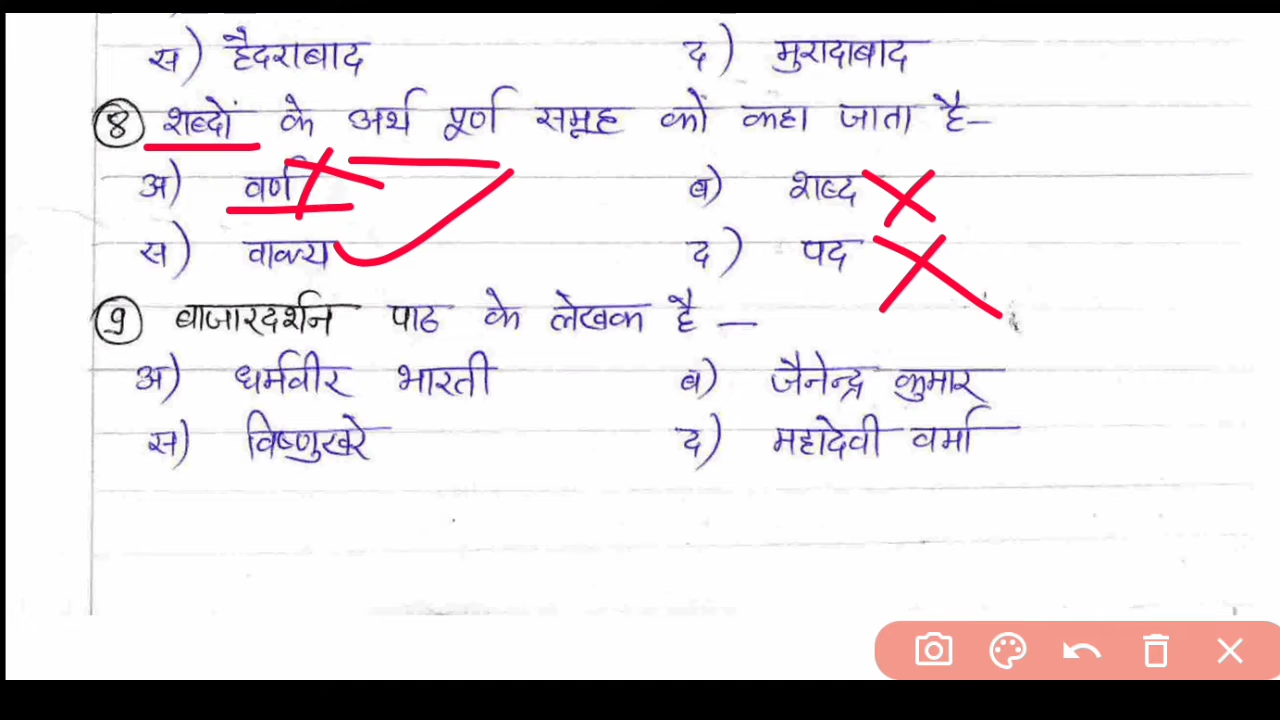 स) हैदराबाद द) मुरादाबाद
8 शब्दों के अर्थ पूर्ण समूह कों कहा जाता है-
अ) वर्ण ब) शब्द
स) वाक्य द) पद
9 बाजारदर्शन पाठ के लेखक है -
अ) धर्मवीर भारती ब) जैनेन्द्र कुमार
स) विष्णुखरे द) महादेवी वर्मा